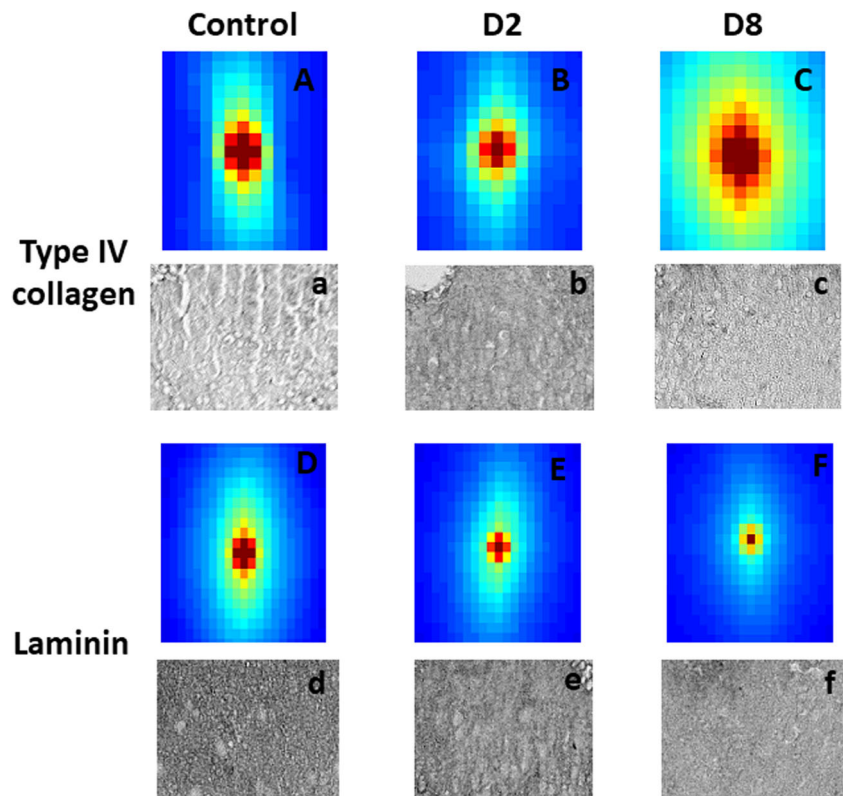 Control D2 D8
A B C
Type IV
collagen
a b c
D E F
Laminin
d e f